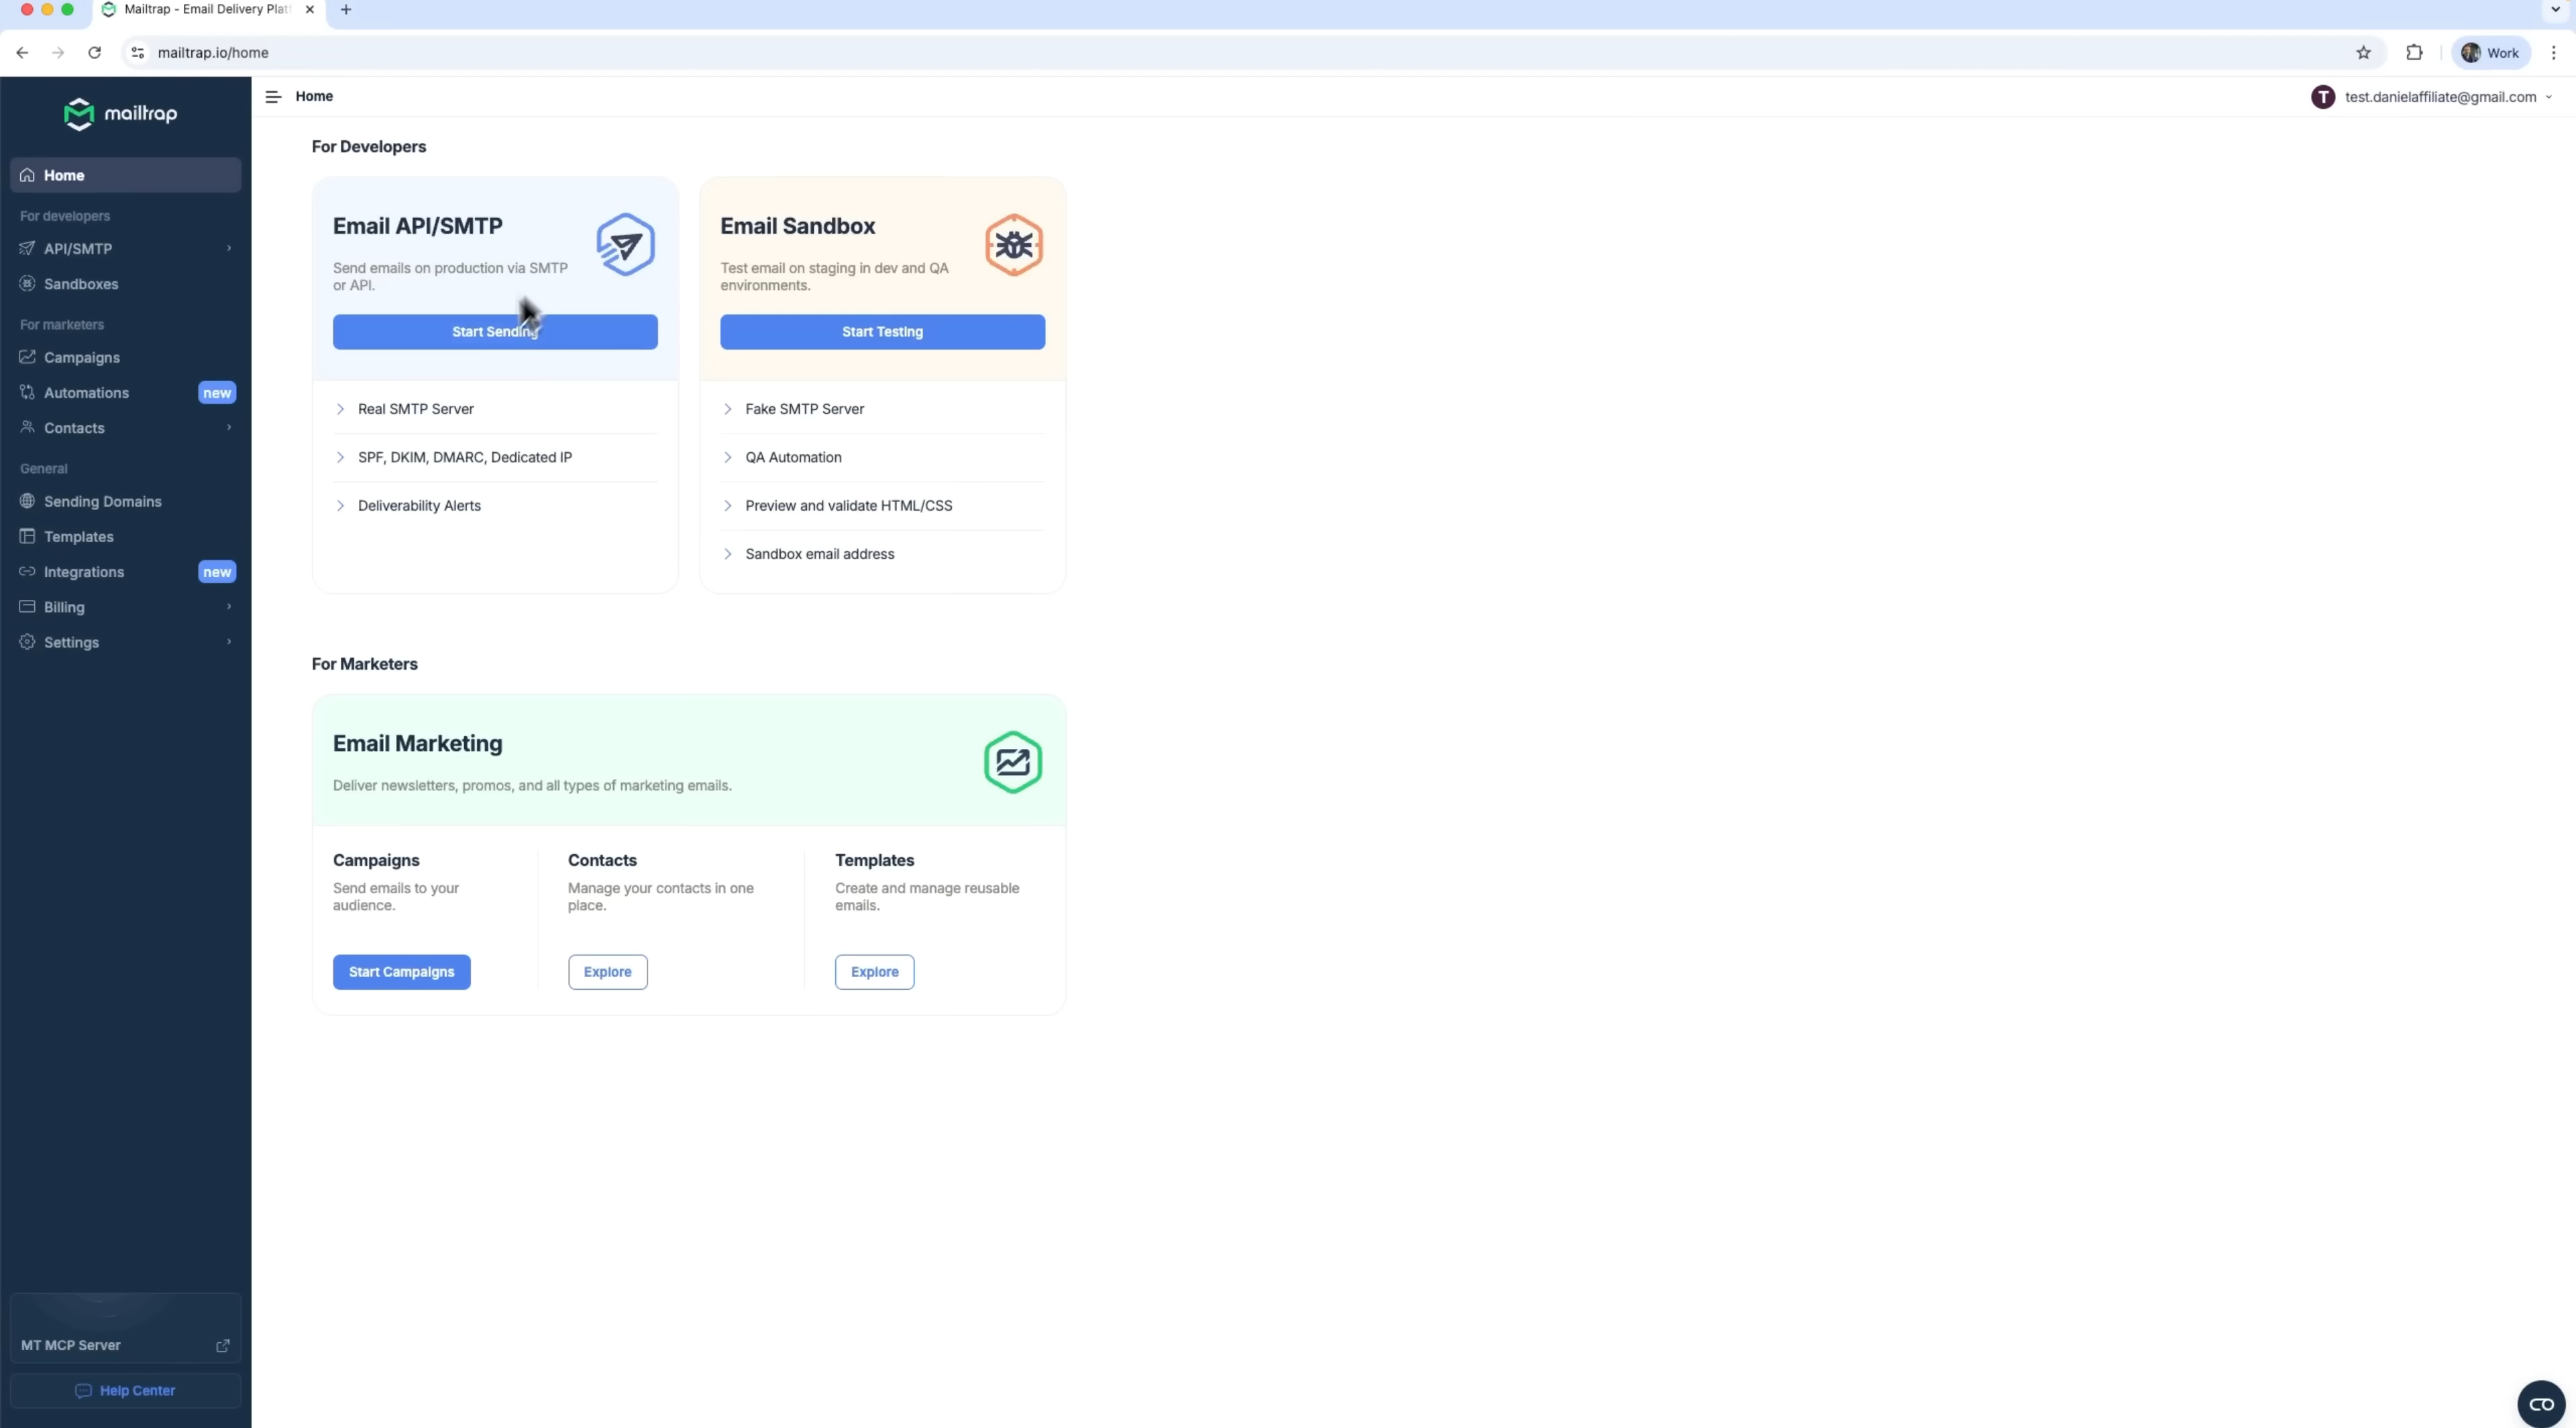 Mailtrap - Email Delivery Plat
mailtrap.io/home
Work
mailtrap
Home
test.danielaffiliate@gmail.com
T
Home
For developers
API/SMTP
Sandboxes
For marketers
Campaigns
Automations new
Contacts
General
Sending Domains
Templates
Integrations new
Billing
Settings
MT MCP Server
Help Center
For Developers
Email API/SMTP
Send emails on production via SMTP
or API.
Start Sending
Real SMTP Server
SPF, DKIM, DMARC, Dedicated IP
Deliverability Alerts
Email Sandbox
Test email on staging in dev and QA
environments.
Start Testing
Fake SMTP Server
QA Automation
Preview and validate HTML/CSS
Sandbox email address
For Marketers
Email Marketing
Deliver newsletters, promos, and all types of marketing emails.
Campaigns
Send emails to your
audience.
Start Campaigns
Contacts
Manage your contacts in one
place.
Explore
Templates
Create and manage reusable
emails.
Explore